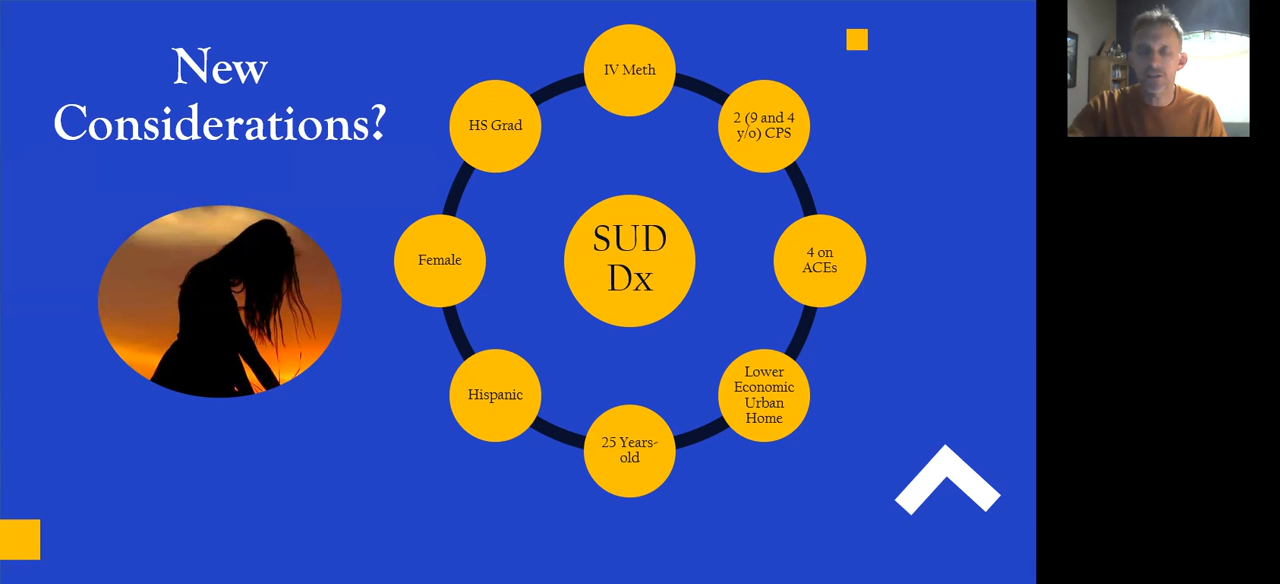 New
Considerations?
IV Meth
2 (9 and 4
y/o) CPS
4 on
ACEs
Lower
Economic
Urban
Home
25 Years-
old
Hispanic
Female
HS Grad
SUD
Dx